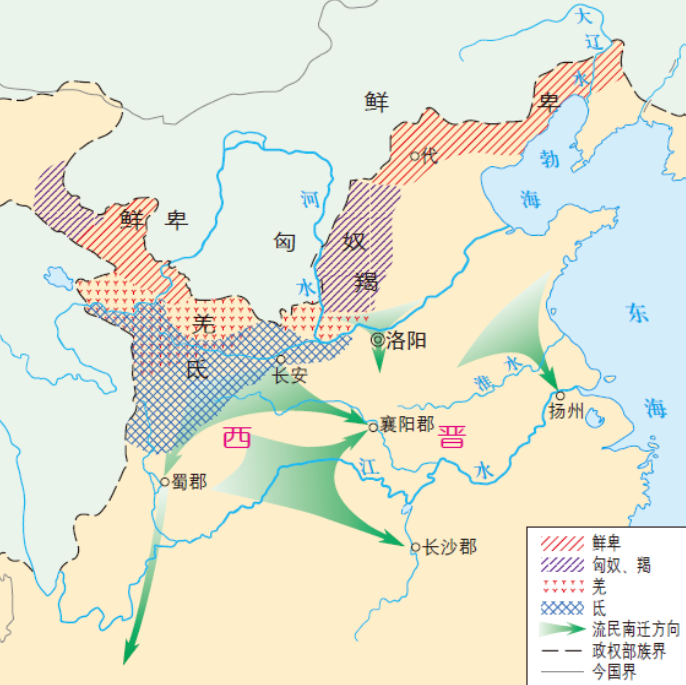 大辽水
鲜卑
代
渤海
鲜卑
河水
匈奴
羯
羌
氐
东海
洛阳
长安
淮水
扬州
襄阳郡
西晋
江水
蜀郡
长沙郡
鲜卑
匈奴、羯
羌
氐
流民南迁方向
政权部族界
今国界